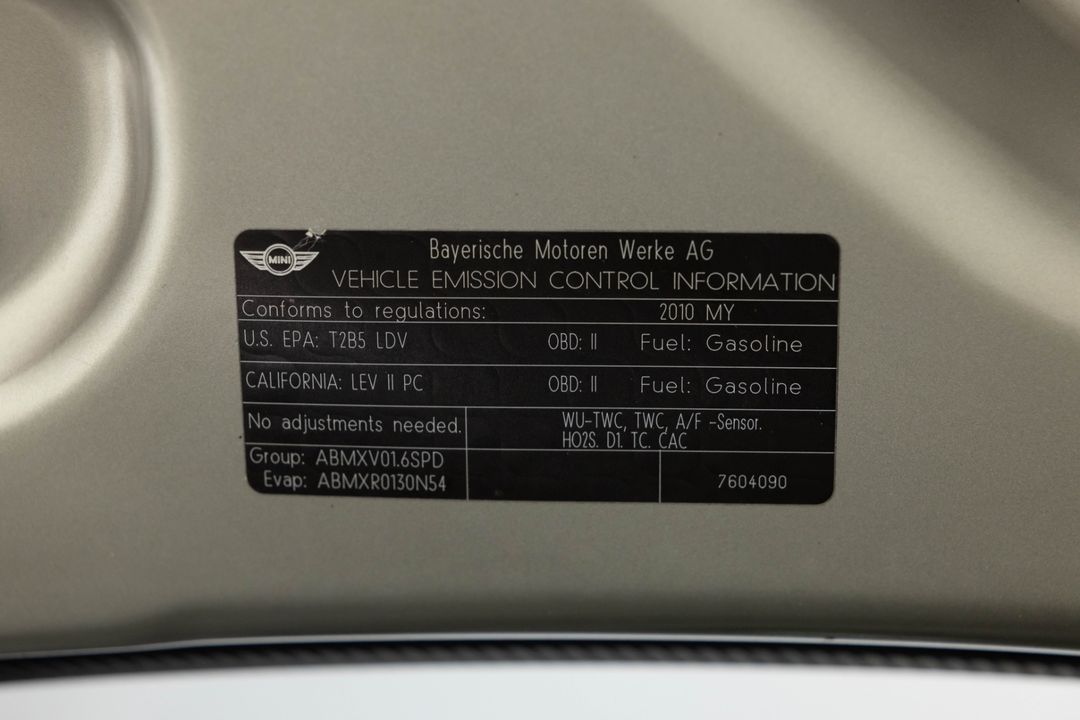 MINI
Bayerische Motoren Werke AG
VEHICLE EMISSION CONTROL INFORMATION
Conforms to regulations: 2010 MY
U.S. EPA: T2B5 LDV OBD: II Fuel: Gasoline
CALIFORNIA: LEV II PC OBD: II Fuel: Gasoline
No adjustments needed.
WU-TWC, TWC, A/F -Sensor.
HO2S. D1. TC. CAC
Group: ABMXV01.6SPD
Evap: ABMXR0130N54
7604090